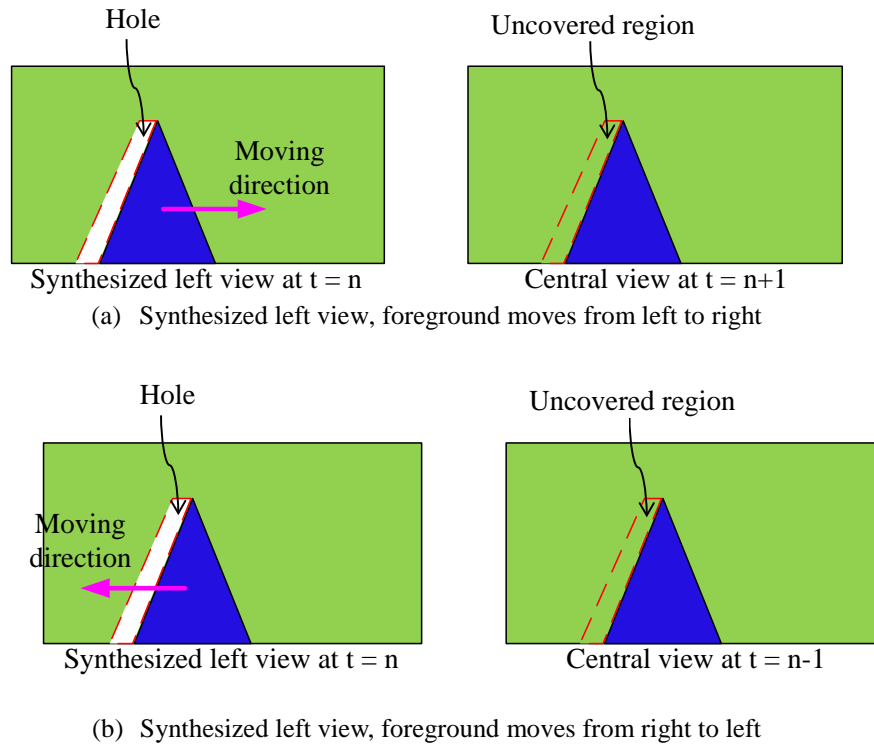 Hole
Uncovered region
Moving
direction
Synthesized left view at t = n
Central view at t = n+1
(a) Synthesized left view, foreground moves from left to right
Hole
Uncovered region
Moving
direction
Synthesized left view at t = n
Central view at t = n-1
(b) Synthesized left view, foreground moves from right to left